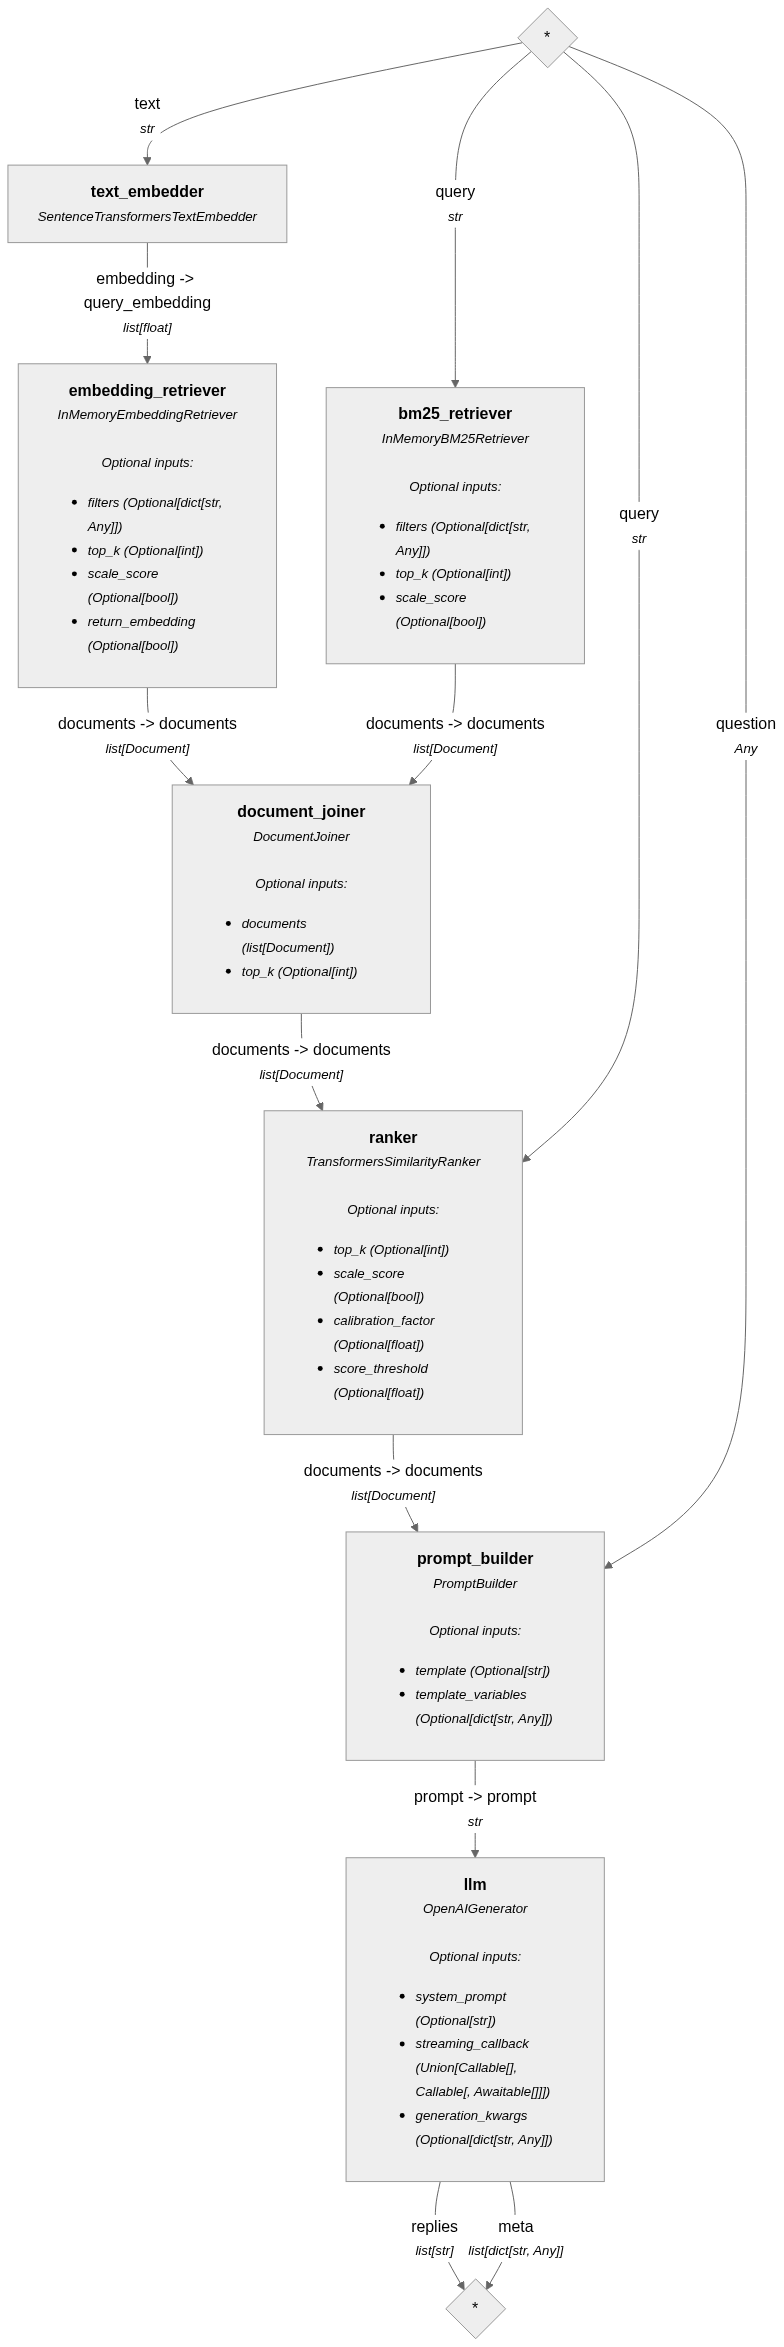 *
text
str
text_embedder
SentenceTransformersTextEmbedder
query
str
embedding ->
query_embedding
list[float]
embedding_retriever
InMemoryEmbeddingRetriever
Optional inputs:
• filters (Optional[dict[str,
Any]])
• top_k (Optional[int])
• scale_score
(Optional[bool])
• return_embedding
(Optional[bool])
bm25_retriever
InMemoryBM25Retriever
Optional inputs:
• filters (Optional[dict[str,
Any]])
• top_k (Optional[int])
• scale_score
(Optional[bool])
query
str
documents -> documents
list[Document]
documents -> documents
list[Document]
question
Any
document_joiner
DocumentJoiner
Optional inputs:
• documents
(list[Document])
• top_k (Optional[int])
documents -> documents
list[Document]
ranker
TransformersSimilarityRanker
Optional inputs:
• top_k (Optional[int])
• scale_score
(Optional[bool])
• calibration_factor
(Optional[float])
• score_threshold
(Optional[float])
documents -> documents
list[Document]
prompt_builder
PromptBuilder
Optional inputs:
• template (Optional[str])
• template_variables
(Optional[dict[str, Any]])
prompt -> prompt
str
llm
OpenAIGenerator
Optional inputs:
• system_prompt
(Optional[str])
• streaming_callback
(Union[Callable[],
Callable[, Awaitable[]]])
• generation_kwargs
(Optional[dict[str, Any]])
replies
list[str]
meta
list[dict[str, Any]]
*